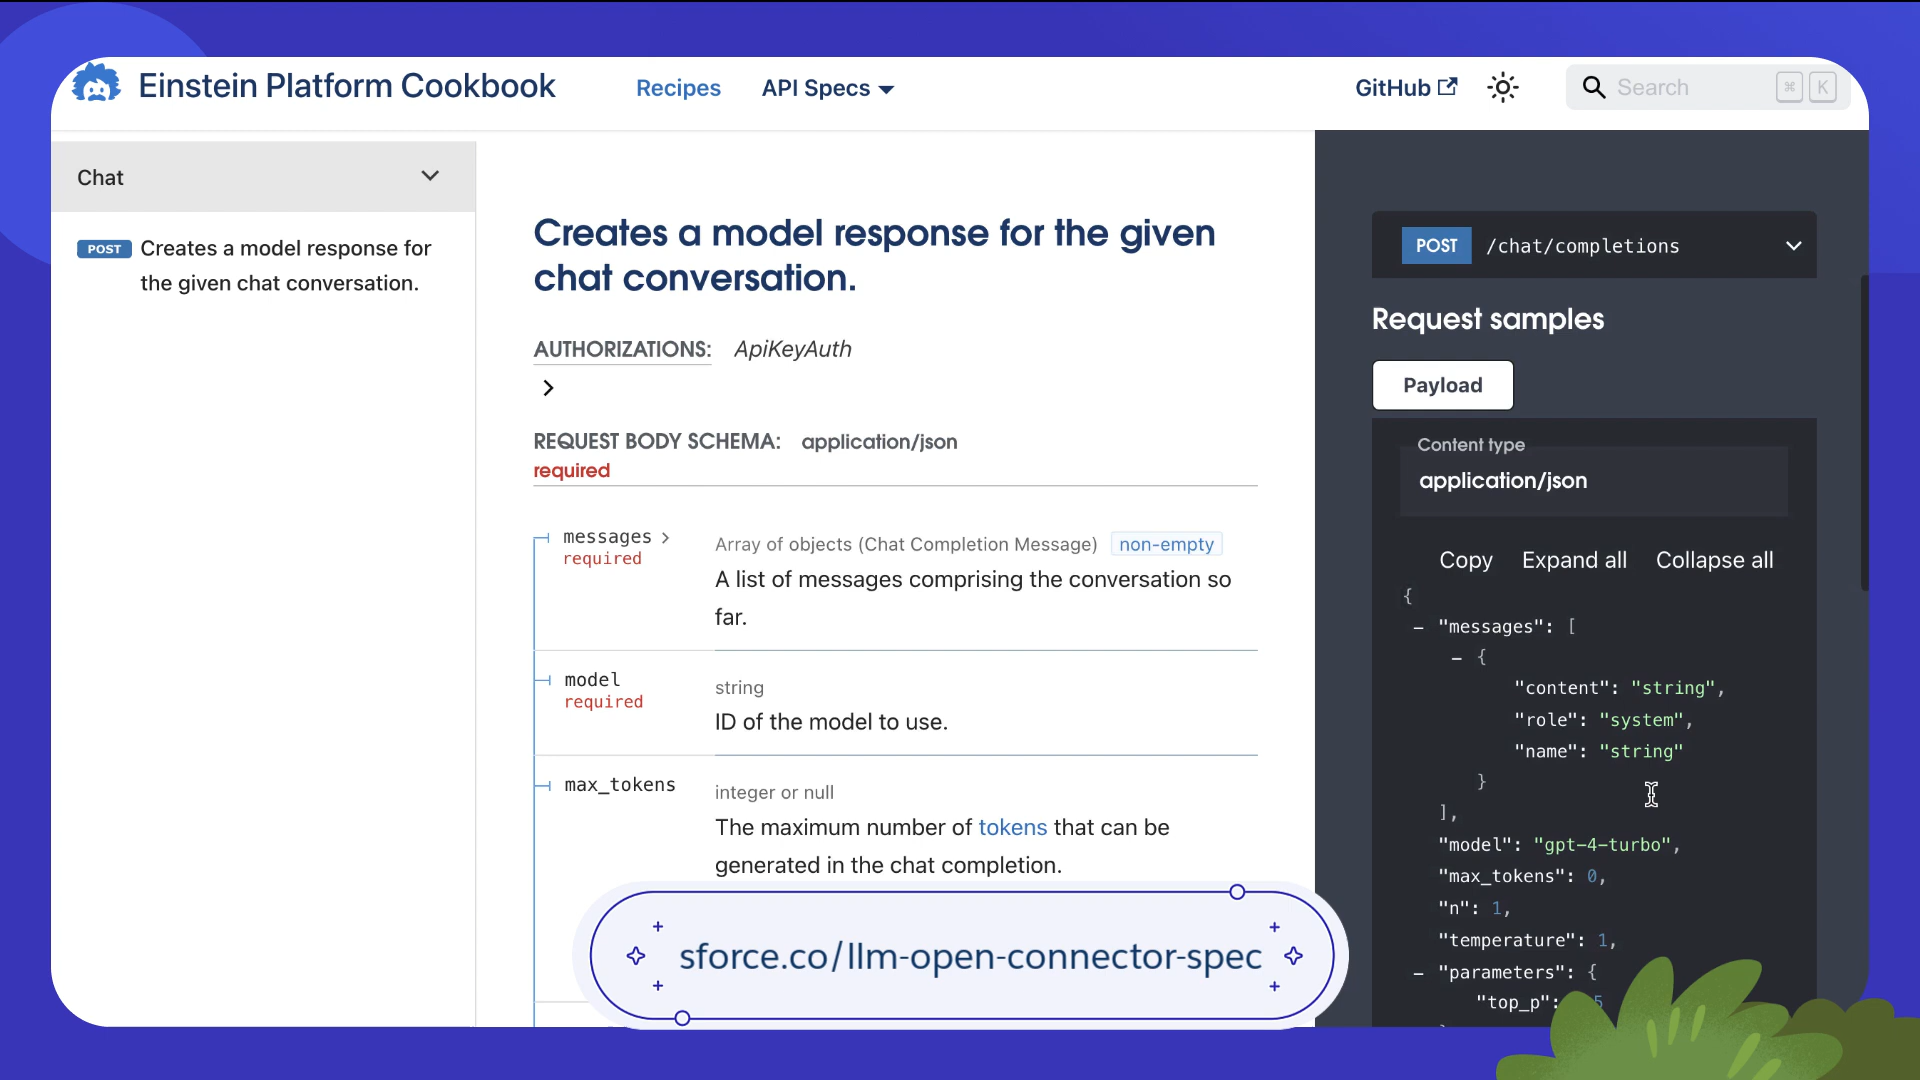 Einstein Platform Cookbook
Recipes
API Specs
GitHub
Search
⌘ K
Chat
POST Creates a model response for
the given chat conversation.
Creates a model response for the given
chat conversation.
AUTHORIZATIONS: ApiKeyAuth
REQUEST BODY SCHEMA: application/json
required
messages
required
Array of objects (Chat Completion Message) non-empty
A list of messages comprising the conversation so
far.
model
required
string
ID of the model to use.
max_tokens
integer or null
The maximum number of tokens that can be
generated in the chat completion.
sforce.co/llm-open-connector-spec
POST /chat/completions
Request samples
Payload
Content type
application/json
Copy Expand all Collapse all
{
– "messages": [
– {
"content": "string",
"role": "system",
"name": "string"
}
],
"model": "gpt-4-turbo",
"max_tokens": 0,
"n": 1,
"temperature": 1,
– "parameters": {
"top_p":